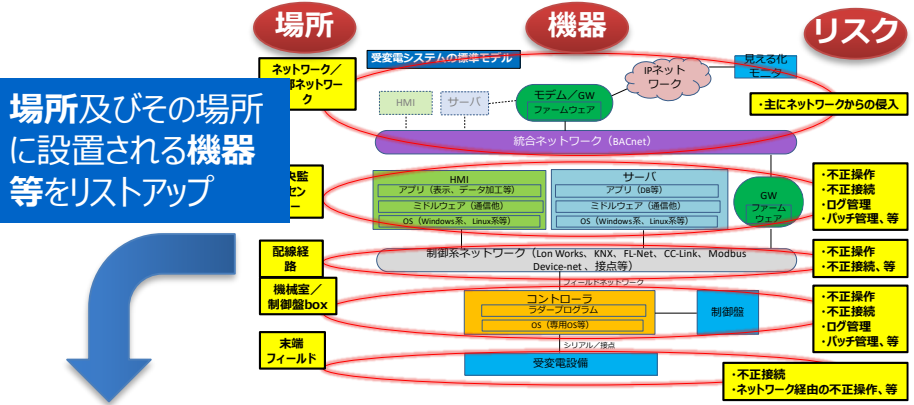 場所
機器
リスク
受変電システムの標準モデル
ネットワーク／
部ネットワー
ク
場所及びその場所
に設置される機器
等をリストアップ
HMI
サーバ
モデム／GW
ファームウェア
IPネット
ワーク
見える化
モニタ
・主にネットワークからの侵入
統合ネットワーク（BACnet）
央監
セン
ー
HMI
アプリ（表示、データ加工等）
ミドルウェア（通信他）
OS（Windows系、Linux系等）
サーバ
アプリ（DB等）
ミドルウェア（通信他）
OS（Windows系、Linux系等）
GW
ファーム
ウェア
・不正操作
・不正接続
・ログ管理
・パッチ管理、等
配線経
路
制御系ネットワーク（Lon Works、KNX、FL-Net、CC-Link、Modbus
Device-net 、接点等）
・不正操作
・不正接続、等
フィールドネットワーク
機械室／
制御盤box
コントローラ
ラダープログラム
OS（専用OS等）
制御盤
・不正操作
・不正接続
・ログ管理
・パッチ管理、等
シリアル／接点
末端
フィールド
受変電設備
・不正接続
・ネットワーク経由の不正操作、等